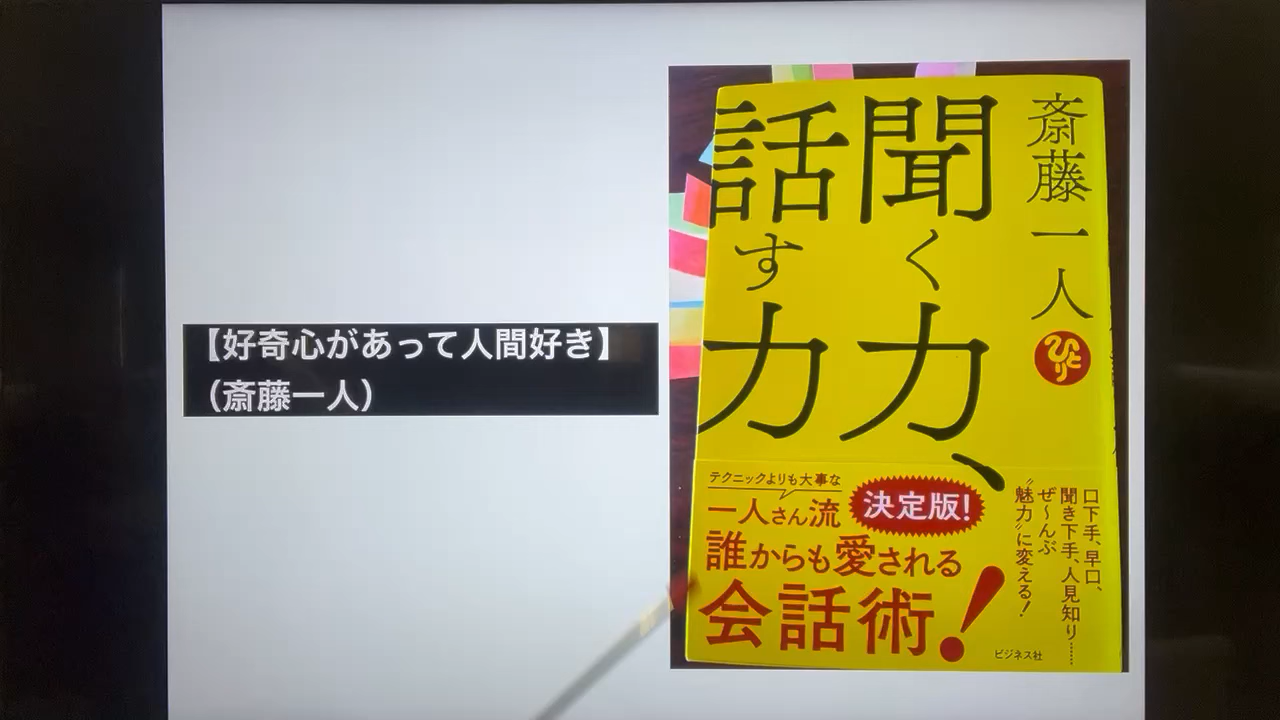 【好奇心があって人間好き】
(斎藤一人)
斎藤一人
ひとり
聞く力、
話す力
テクニックよりも大事な
一人さん流
決定版!
誰からも愛される
会話術!
口下手、早口、
聞き下手、人見知り……
ぜ〜んぶ
〝魅力〟に変える!
ビジネス社